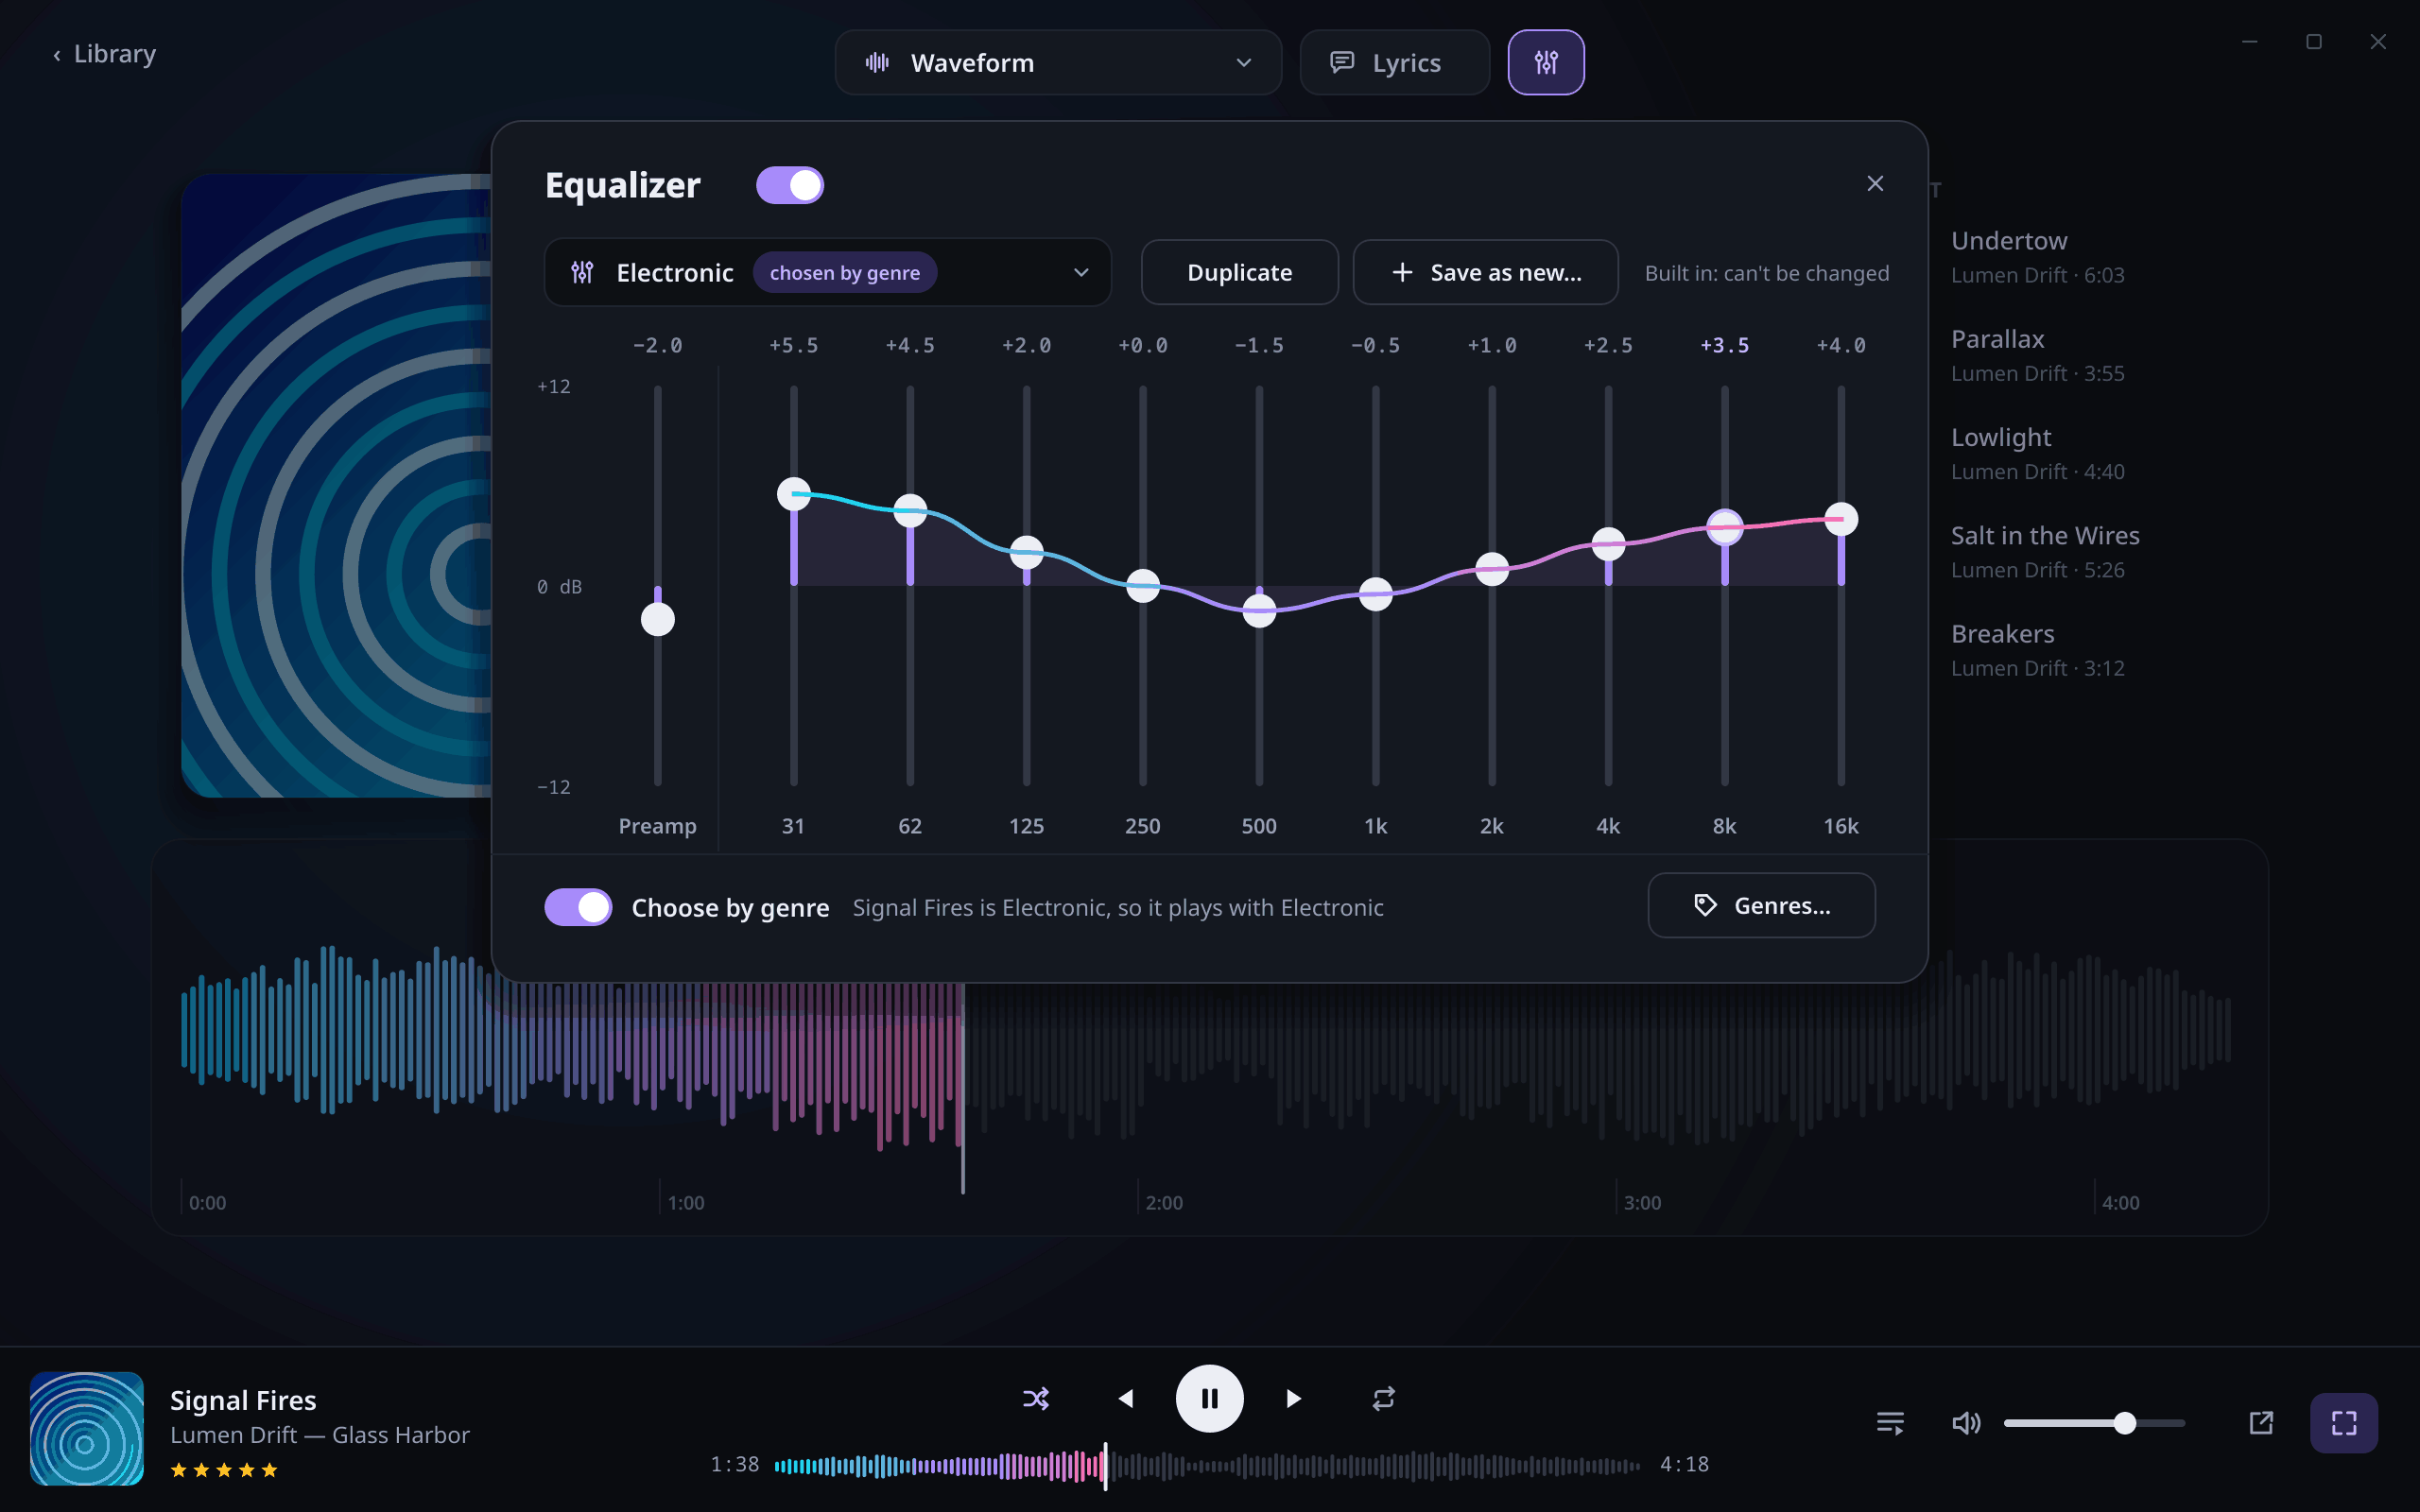 ‹ Library
Waveform
Lyrics
Equalizer
Electronic
chosen by genre
Duplicate
Save as new...
Built in: can't be changed
−2.0 +5.5 +4.5 +2.0 +0.0 −1.5 −0.5 +1.0 +2.5 +3.5 +4.0
+12
0 dB
−12
Preamp 31 62 125 250 500 1k 2k 4k 8k 16k
Choose by genre
Signal Fires is Electronic, so it plays with Electronic
Genres...
T
Undertow
Lumen Drift · 6:03
Parallax
Lumen Drift · 3:55
Lowlight
Lumen Drift · 4:40
Salt in the Wires
Lumen Drift · 5:26
Breakers
Lumen Drift · 3:12
0:00 1:00 2:00 3:00 4:00
Signal Fires
Lumen Drift — Glass Harbor
1:38
4:18